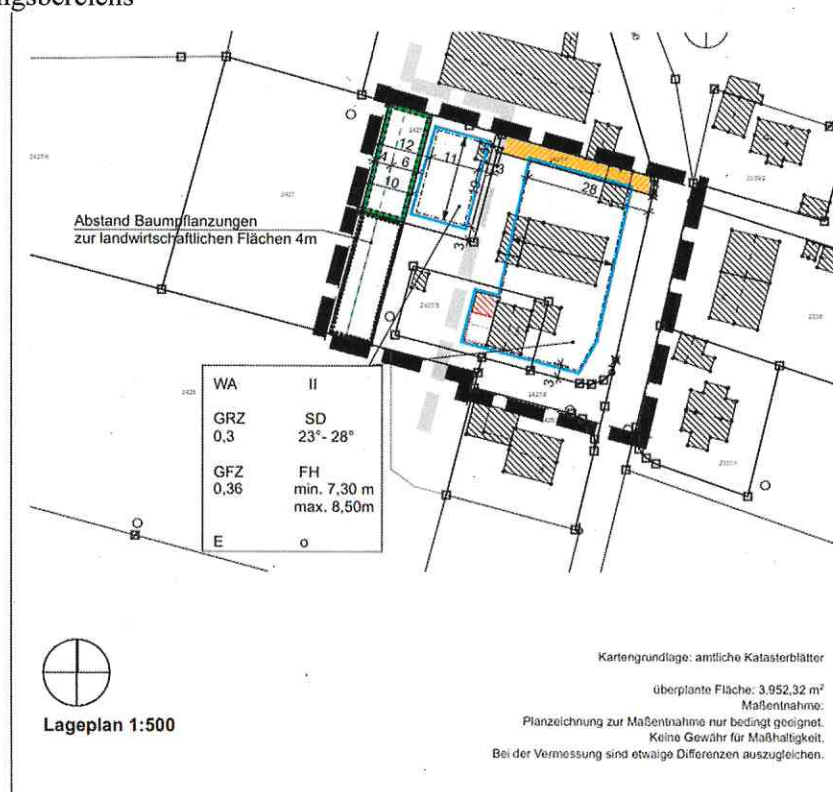 ngsbereichs
Abstand Baumpflanzungen
zur landwirtschaftlichen Flächen 4m
12
4 6
10
11
3
3
28
3
WA II
GRZ SD
0,3 23°- 28°
GFZ FH
0,36 min. 7,30 m
max. 8,50m
E o
Lageplan 1:500
Kartengrundlage: amtliche Katasterblätter
überplante Fläche: 3.952,32 m²
Maßentnahme:
Planzeichnung zur Maßentnahme nur bedingt geeignet.
Keine Gewähr für Maßhaltigkeit.
Bei der Vermessung sind etwaige Differenzen auszugleichen.